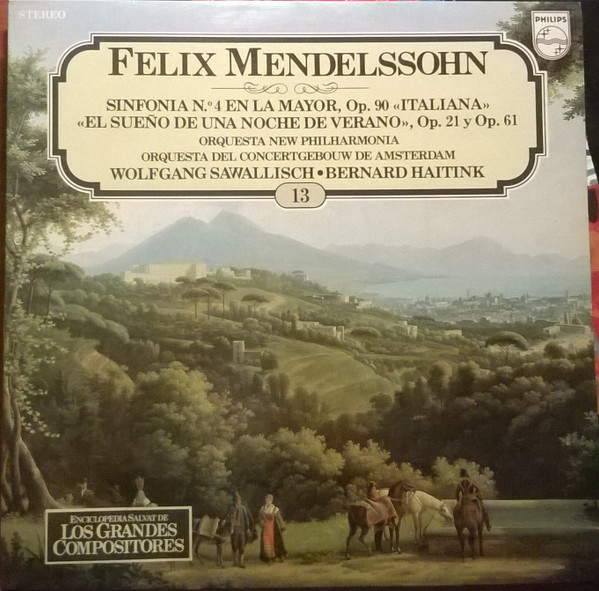 STEREO
PHILIPS
FELIX MENDELSSOHN
SINFONIA N.º 4 EN LA MAYOR, Op. 90 «ITALIANA»
«EL SUEÑO DE UNA NOCHE DE VERANO», Op. 21 y Op. 61
ORQUESTA NEW PHILHARMONIA
ORQUESTA DEL CONCERTGEBOUW DE AMSTERDAM
WOLFGANG SAWALLISCH • BERNARD HAITINK
13
ENCICLOPEDIA SALVAT DE
LOS GRANDES
COMPOSITORES